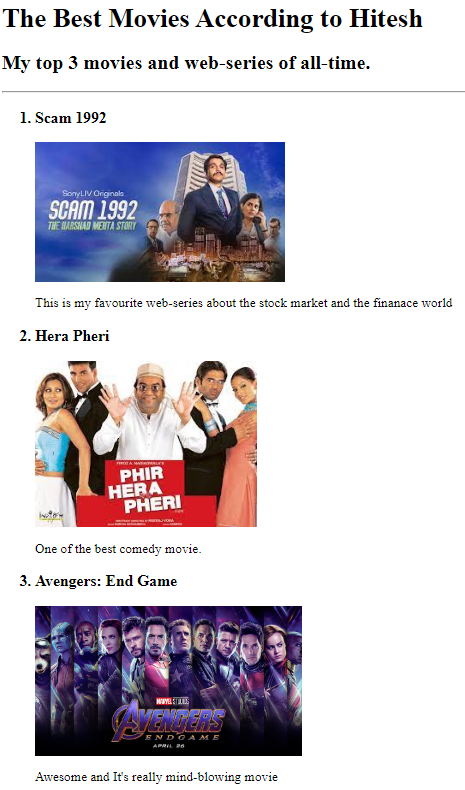 The Best Movies According to Hitesh
My top 3 movies and web-series of all-time.
1. Scam 1992
SonyLIV Originals
SCAM 1992
THE HARSHAD MEHTA STORY
This is my favourite web-series about the stock market and the finanace world
2. Hera Pheri
PHIR
HERA
PHERI
One of the best comedy movie.
3. Avengers: End Game
MARVEL STUDIOS
AVENGERS
ENDGAME
APRIL 26
Awesome and It's really mind-blowing movie